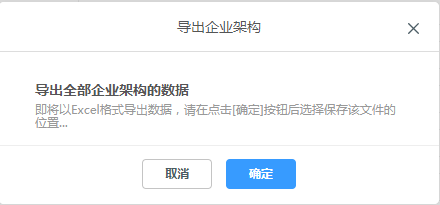 导出企业架构
导出全部企业架构的数据
即将以Excel格式导出数据，请在点击[确定]按钮后选择保存该文件的
位置...
取消
确定